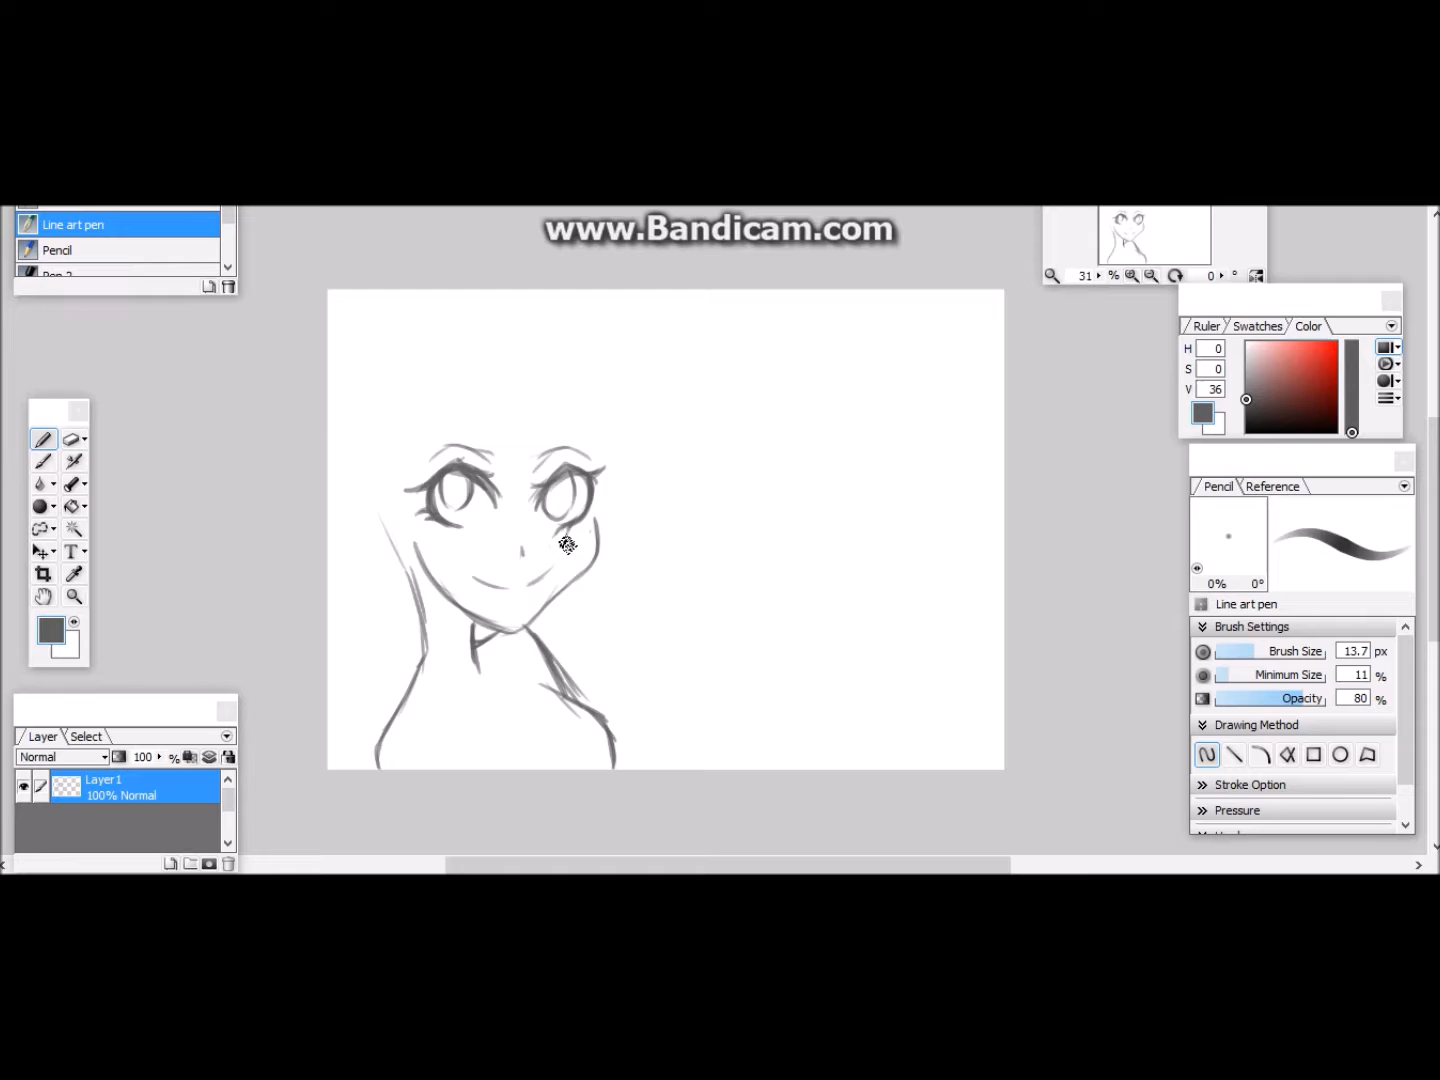 www.Bandicam.com
Line art pen
Pencil
Pen 2
31 % 0 °
Ruler Swatches Color
H 0
S 0
V 36
Pencil Reference
0% 0°
Line art pen
Brush Settings
Brush Size 13.7 px
Minimum Size 11 %
Opacity 80 %
Drawing Method
Stroke Option
Pressure
T
Layer Select
Normal 100 %
Layer1
100% Normal